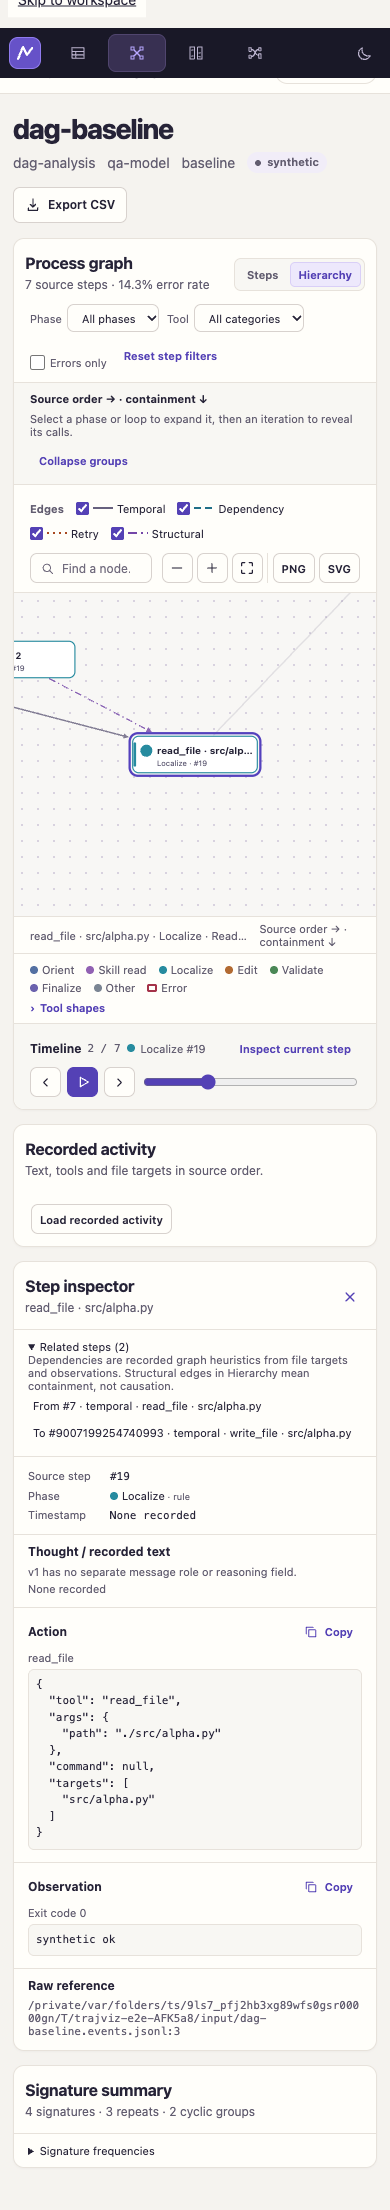 Skip to workspace
dag-baseline
dag-analysis qa-model baseline synthetic
Export CSV
Process graph
7 source steps · 14.3% error rate
Steps Hierarchy
Phase All phases Tool All categories
Errors only Reset step filters
Source order → · containment ↓
Select a phase or loop to expand it, then an iteration to reveal
its calls.
Collapse groups
Edges Temporal Dependency
Retry Structural
Find a node. PNG SVG
2
#19
read_file · src/alp...
Localize · #19
read_file · src/alpha.py · Localize · Read...
Source order → ·
containment ↓
Orient Skill read Localize Edit Validate
Finalize Other Error
› Tool shapes
Timeline 2 / 7 Localize #19 Inspect current step
Recorded activity
Text, tools and file targets in source order.
Load recorded activity
Step inspector
read_file · src/alpha.py
▼ Related steps (2)
Dependencies are recorded graph heuristics from file targets
and observations. Structural edges in Hierarchy mean
containment, not causation.
From #7 · temporal · read_file · src/alpha.py
To #9007199254740993 · temporal · write_file · src/alpha.py
Source step #19
Phase Localize · rule
Timestamp None recorded
Thought / recorded text
v1 has no separate message role or reasoning field.
None recorded
Action Copy
read_file
{
"tool": "read_file",
"args": {
"path": "./src/alpha.py"
},
"command": null,
"targets": [
"src/alpha.py"
]
}
Observation Copy
Exit code 0
synthetic ok
Raw reference
/private/var/folders/ts/9ls7_pfj2hb3xg89wfs0gsr000
00gn/T/trajviz-e2e-AFK5a8/input/dag-
baseline.events.jsonl:3
Signature summary
4 signatures · 3 repeats · 2 cyclic groups
▶ Signature frequencies